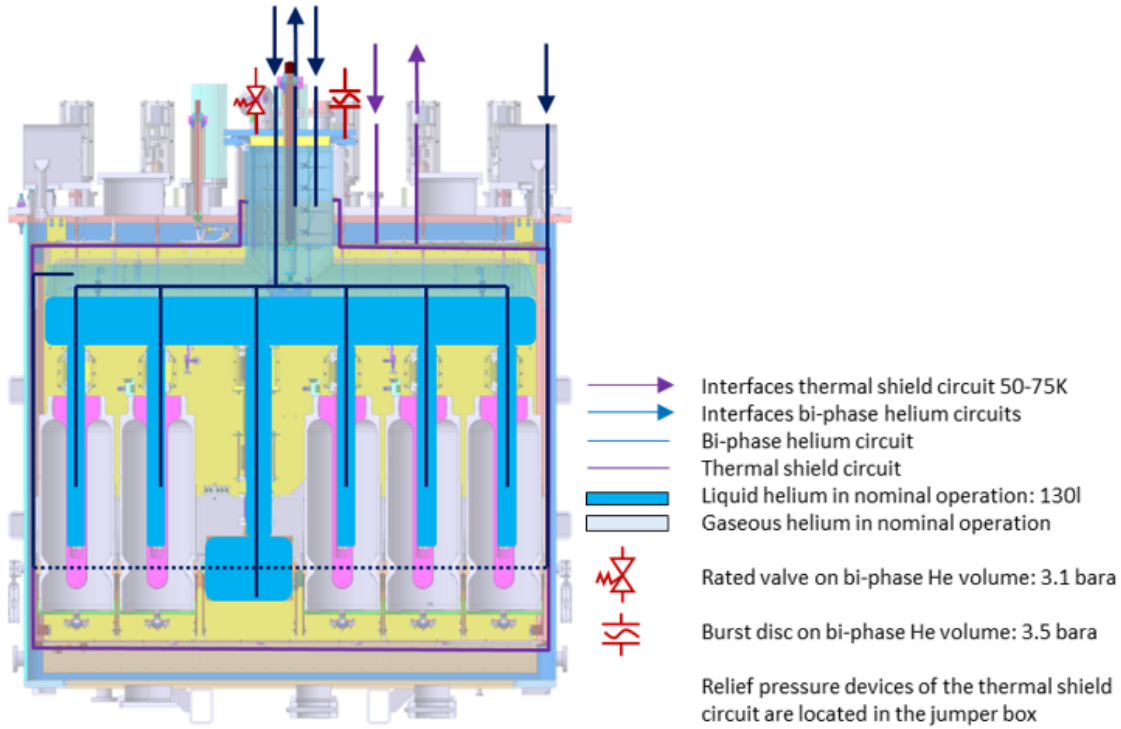 Interfaces thermal shield circuit 50-75K
Interfaces bi-phase helium circuits
Bi-phase helium circuit
Thermal shield circuit
Liquid helium in nominal operation: 130l
Gaseous helium in nominal operation
Rated valve on bi-phase He volume: 3.1 bara
Burst disc on bi-phase He volume: 3.5 bara
Relief pressure devices of the thermal shield
circuit are located in the jumper box